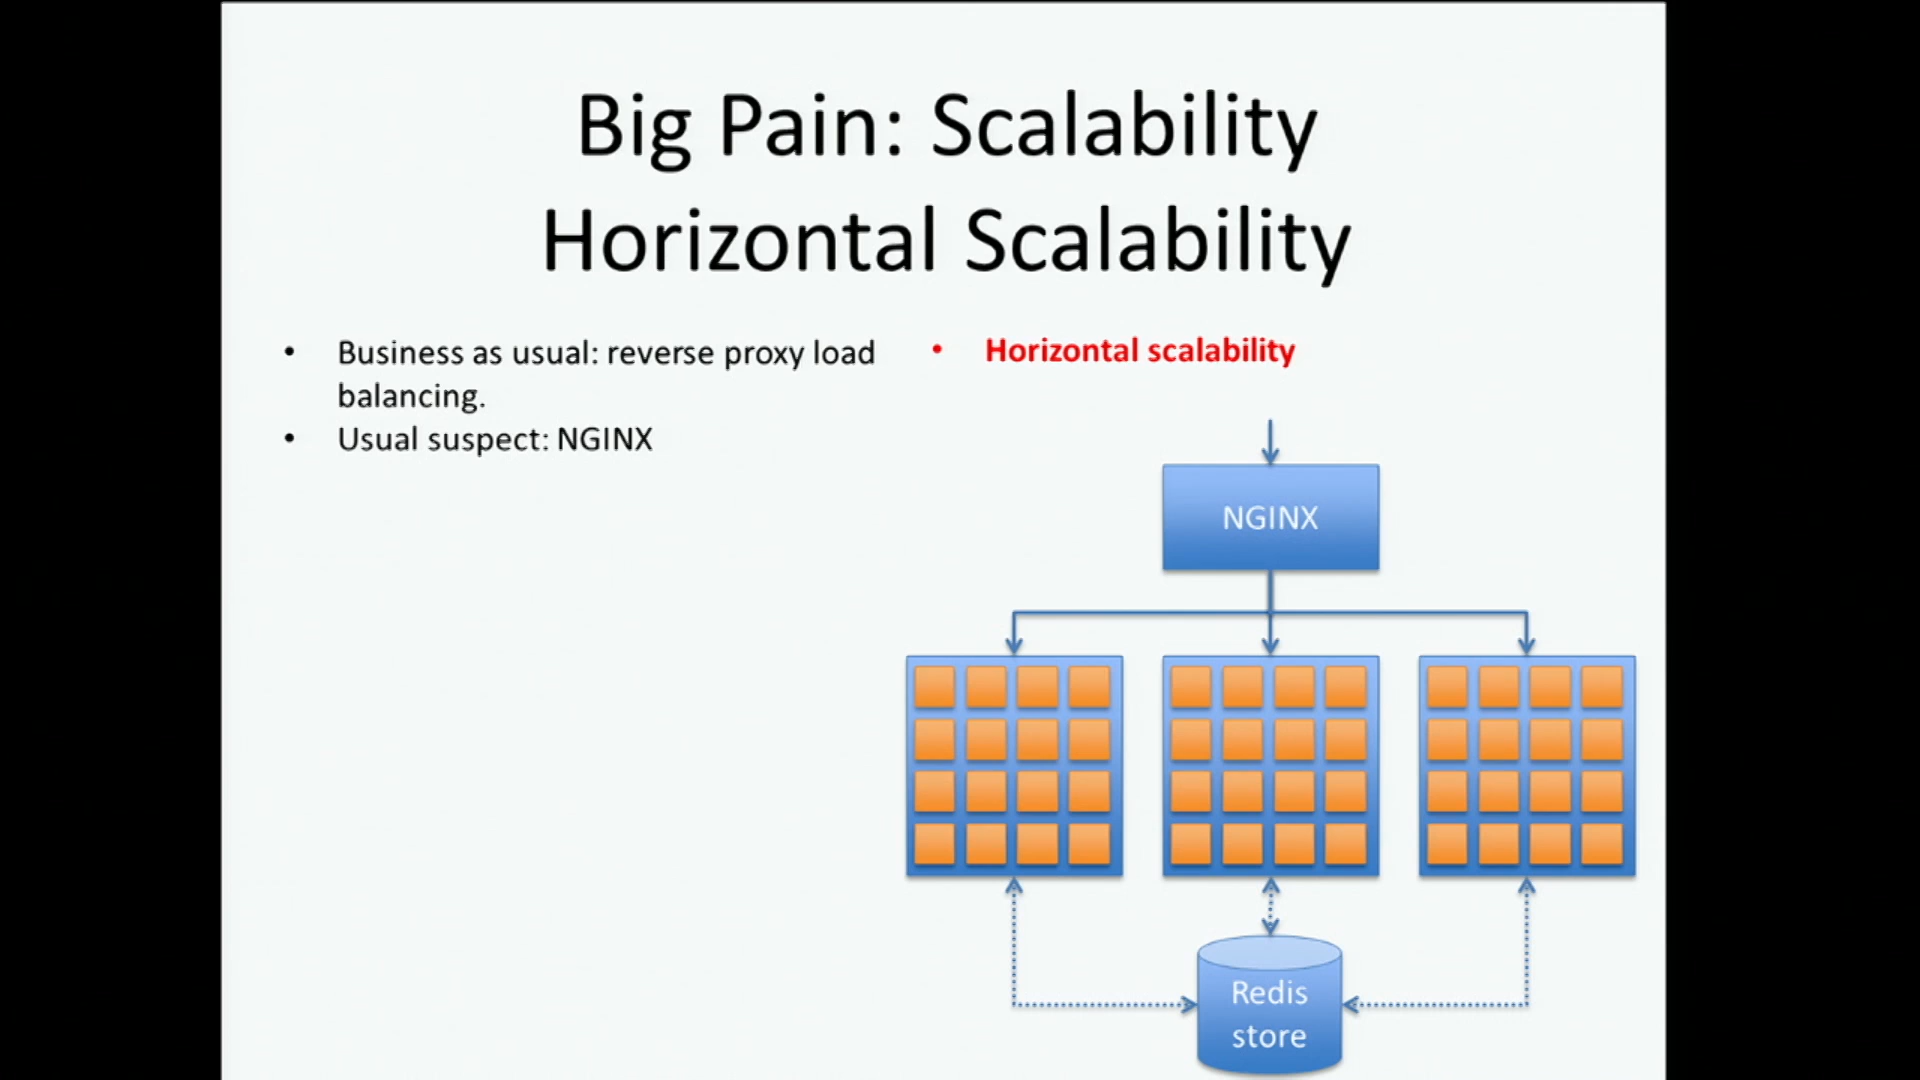 Big Pain: Scalability
Horizontal Scalability
• Business as usual: reverse proxy load
balancing.
• Usual suspect: NGINX
• Horizontal scalability
NGINX
Redis
store